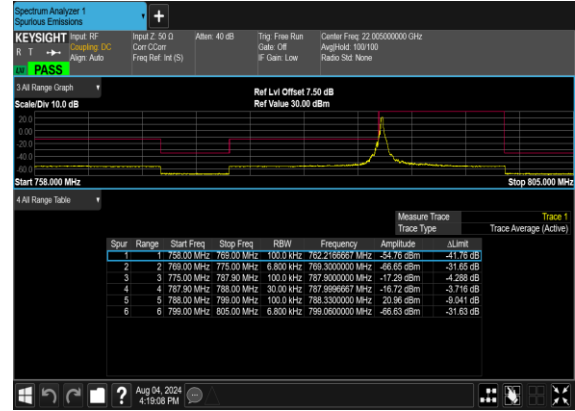 Spectrum Analyzer 1
Spurious Emissions
KEYSIGHT Input: RF Input Z: 50 Ω Atten: 40 dB Trig: Free Run Center Freq: 22.005000000 GHz
R T Coupling: DC Corr CCorr Gate: Off Avg|Hold: 100/100
Align: Auto Freq Ref: Int (S) IF Gain: Low Radio Std: None
PASS
3 All Range Graph
Ref Lvl Offset 7.50 dB
Scale/Div 10.0 dB Ref Value 30.00 dBm
20.0
0.00
-20.0
-40.0
-60.0
Start 758.000 MHz Stop 805.000 MHz
4 All Range Table
Measure Trace Trace 1
Trace Type Trace Average (Active)
Spur Range Start Freq Stop Freq RBW Frequency Amplitude ΔLimit
1 1 758.00 MHz 769.00 MHz 100.0 kHz 762.2166667 MHz -54.76 dBm -41.76 dB
2 2 769.00 MHz 775.00 MHz 6.800 kHz 769.3000000 MHz -66.65 dBm -31.65 dB
3 3 775.00 MHz 787.90 MHz 100.0 kHz 787.9000000 MHz -17.29 dBm -4.288 dB
4 4 787.90 MHz 788.00 MHz 30.00 kHz 787.9996667 MHz -16.72 dBm -3.716 dB
5 5 788.00 MHz 799.00 MHz 100.0 kHz 788.3300000 MHz 20.96 dBm -9.041 dB
6 6 799.00 MHz 805.00 MHz 6.800 kHz 799.0600000 MHz -66.63 dBm -31.63 dB
? Aug 04, 2024
4:19:08 PM